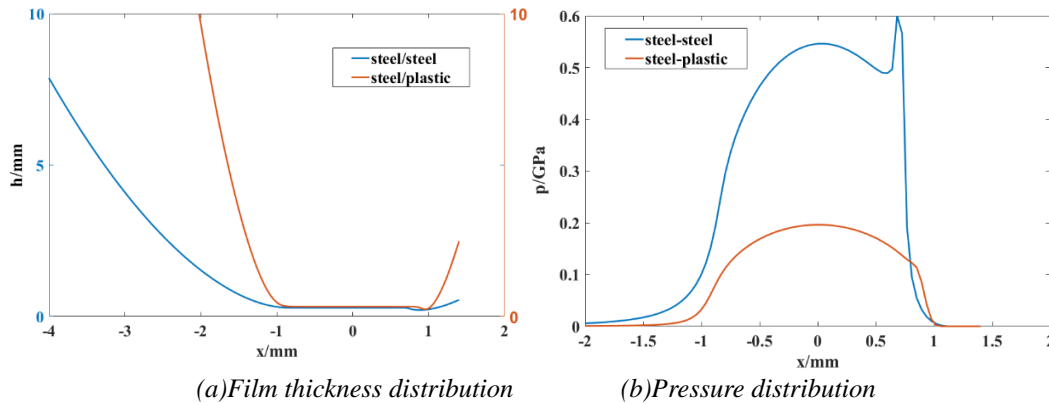 10
5
0
h/mm
10
0
steel/steel
steel/plastic
-4 -3 -2 -1 0 1 2
x/mm
0.6
0.5
0.4
0.3
0.2
0.1
0
p/GPa
steel-steel
steel-plastic
-2 -1.5 -1 -0.5 0 0.5 1 1.5 2
x/mm
(a)Film thickness distribution
(b)Pressure distribution